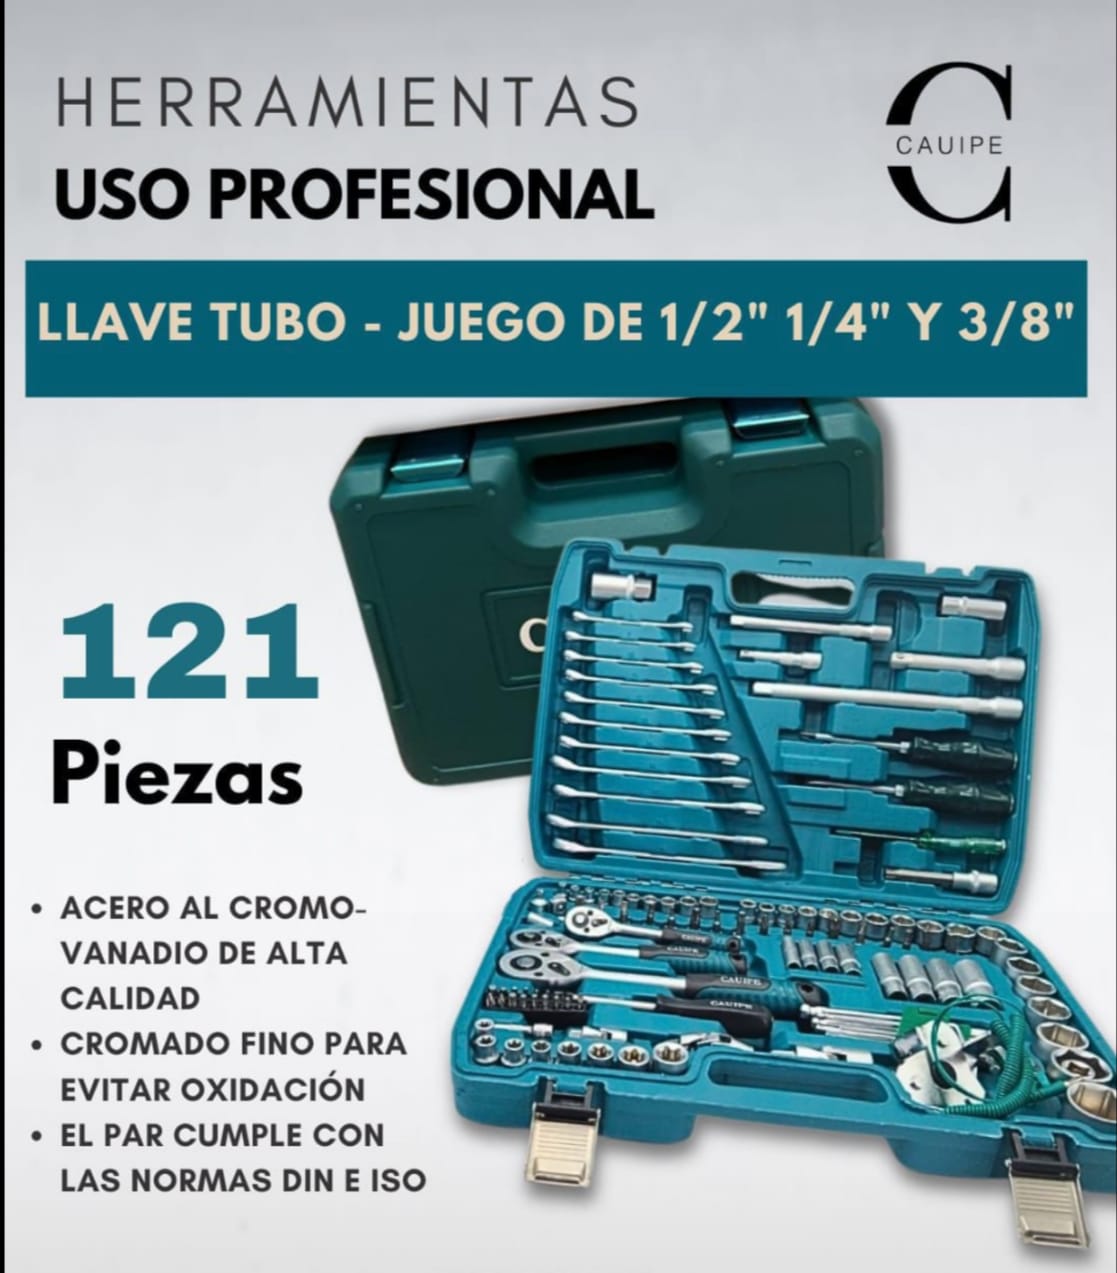 HERRAMIENTAS
USO PROFESIONAL
CAUIPE
LLAVE TUBO - JUEGO DE 1/2" 1/4" Y 3/8"
121
Piezas
C
CAUIPE
CAUIPE
CAUIPE
CAUIPE
• ACERO AL CROMO-
VANADIO DE ALTA
CALIDAD
• CROMADO FINO PARA
EVITAR OXIDACIÓN
• EL PAR CUMPLE CON
LAS NORMAS DIN E ISO